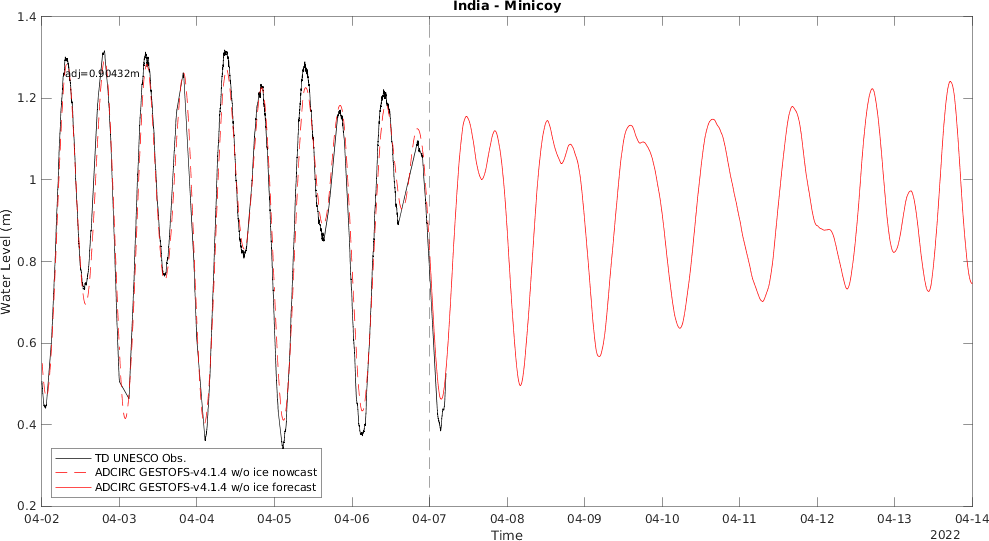 India - Minicoy
1.4
1.2
1
0.8
0.6
0.4
0.2
Water Level (m)
adj=0.90432m
TD UNESCO Obs.
ADCIRC GESTOFS-v4.1.4 w/o ice nowcast
ADCIRC GESTOFS-v4.1.4 w/o ice forecast
04-02 04-03 04-04 04-05 04-06 04-07 04-08 04-09 04-10 04-11 04-12 04-13 04-14
Time
2022